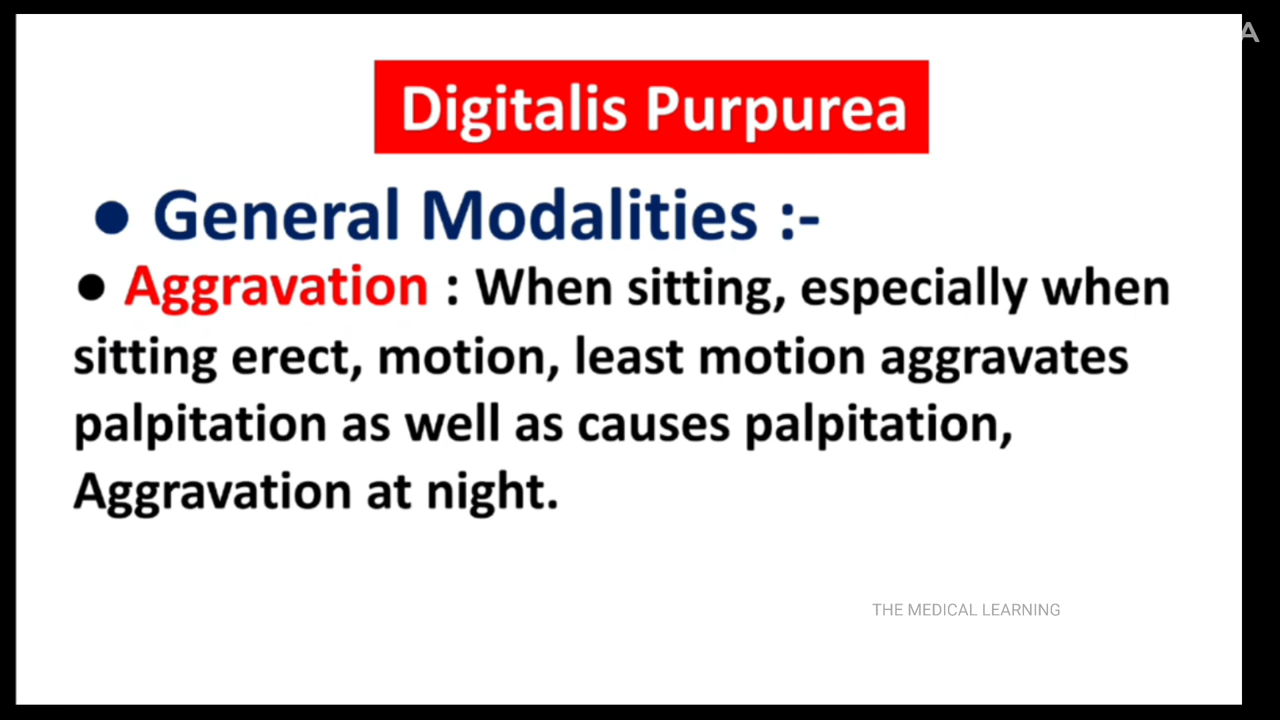 A
Digitalis Purpurea
● General Modalities :-
● Aggravation : When sitting, especially when
sitting erect, motion, least motion aggravates
palpitation as well as causes palpitation,
Aggravation at night.
THE MEDICAL LEARNING